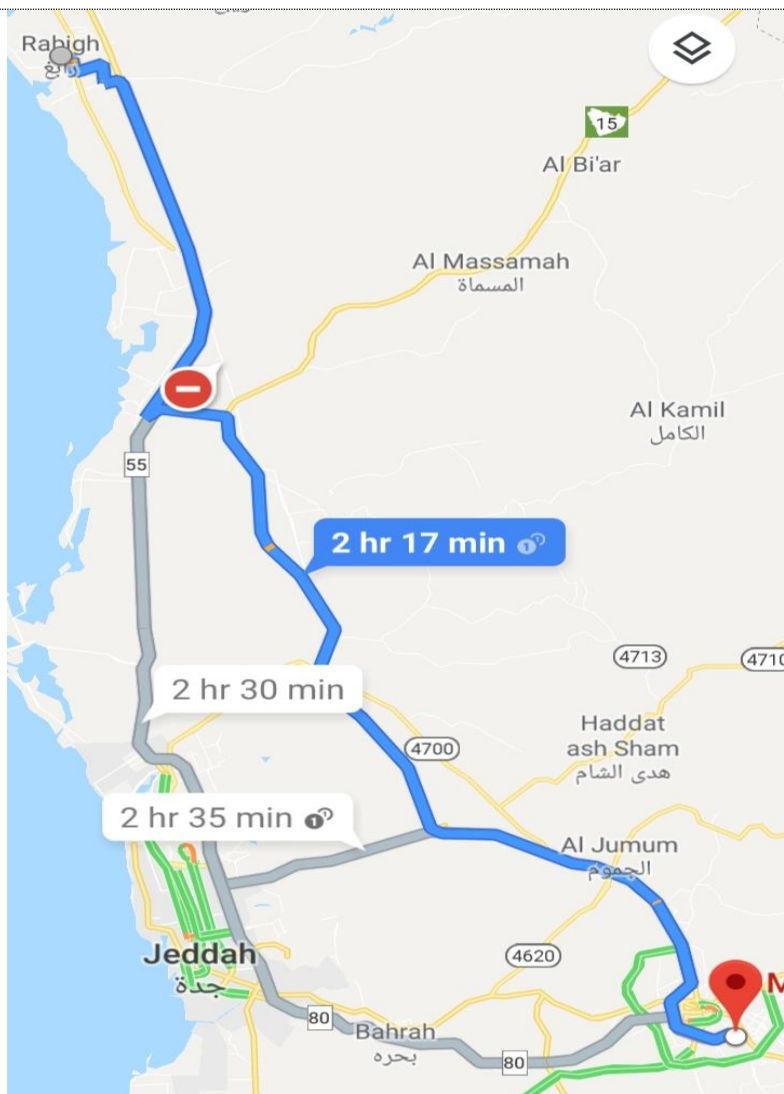 Rabigh
رابغ
15
Al Bi'ar
Al Massamah
المسماة
Al Kamil
الكامل
55
2 hr 17 min
4713
4710
2 hr 30 min
Haddat
ash Sham
هدى الشام
4700
2 hr 35 min
Al Jumum
الجموم
Jeddah
جدة
4620
M
80
Bahrah
بحره
80